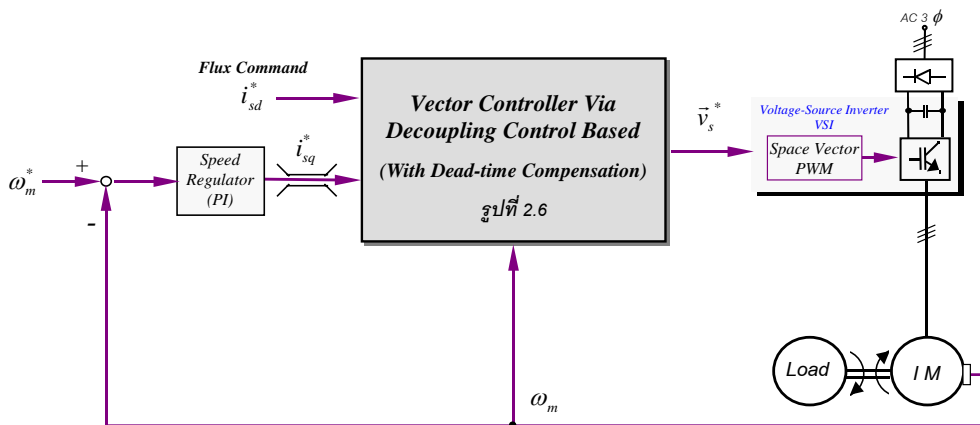 AC 3 ϕ
Flux Command
i*sd
Vector Controller Via
Decoupling Control Based
(With Dead-time Compensation)
รูปที่ 2.6
v⃗s*
Voltage-Source Inverter
VSI
Space Vector
PWM
i*sq
+
ω*m
-
Speed
Regulator
(PI)
Load
I M
ωm